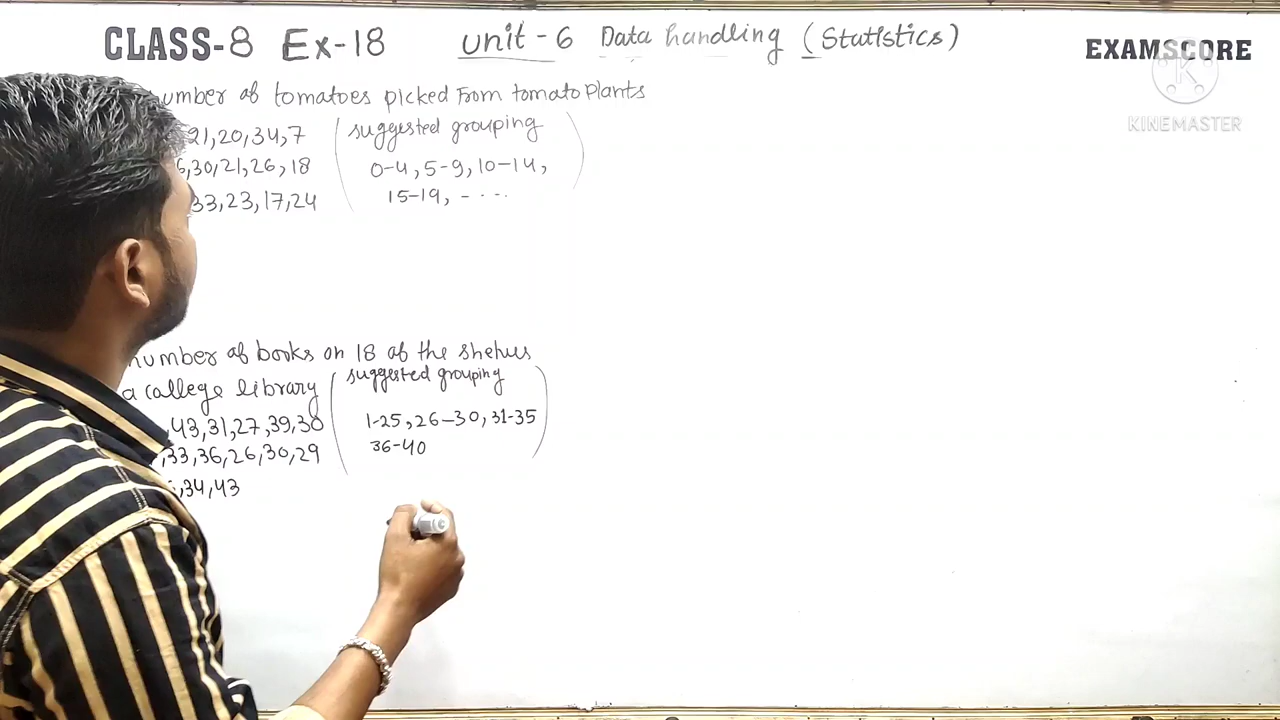 CLASS-8 Ex-18 Unit-6 Data handling (Statistics)
EXAMSCORE
KINEMASTER
umber of tomatoes picked From tomato Plants
21,20,34,7
,30,21,26,18
33,23,17,24
(suggested grouping
0-4,5-9,10-14,
15-19, - ....)
number of books on 18 of the shelves
a college library
,43,31,27,39,30
,33,36,26,30,29
,34,43
(suggested grouping
1-25,26-30,31-35
36-40)